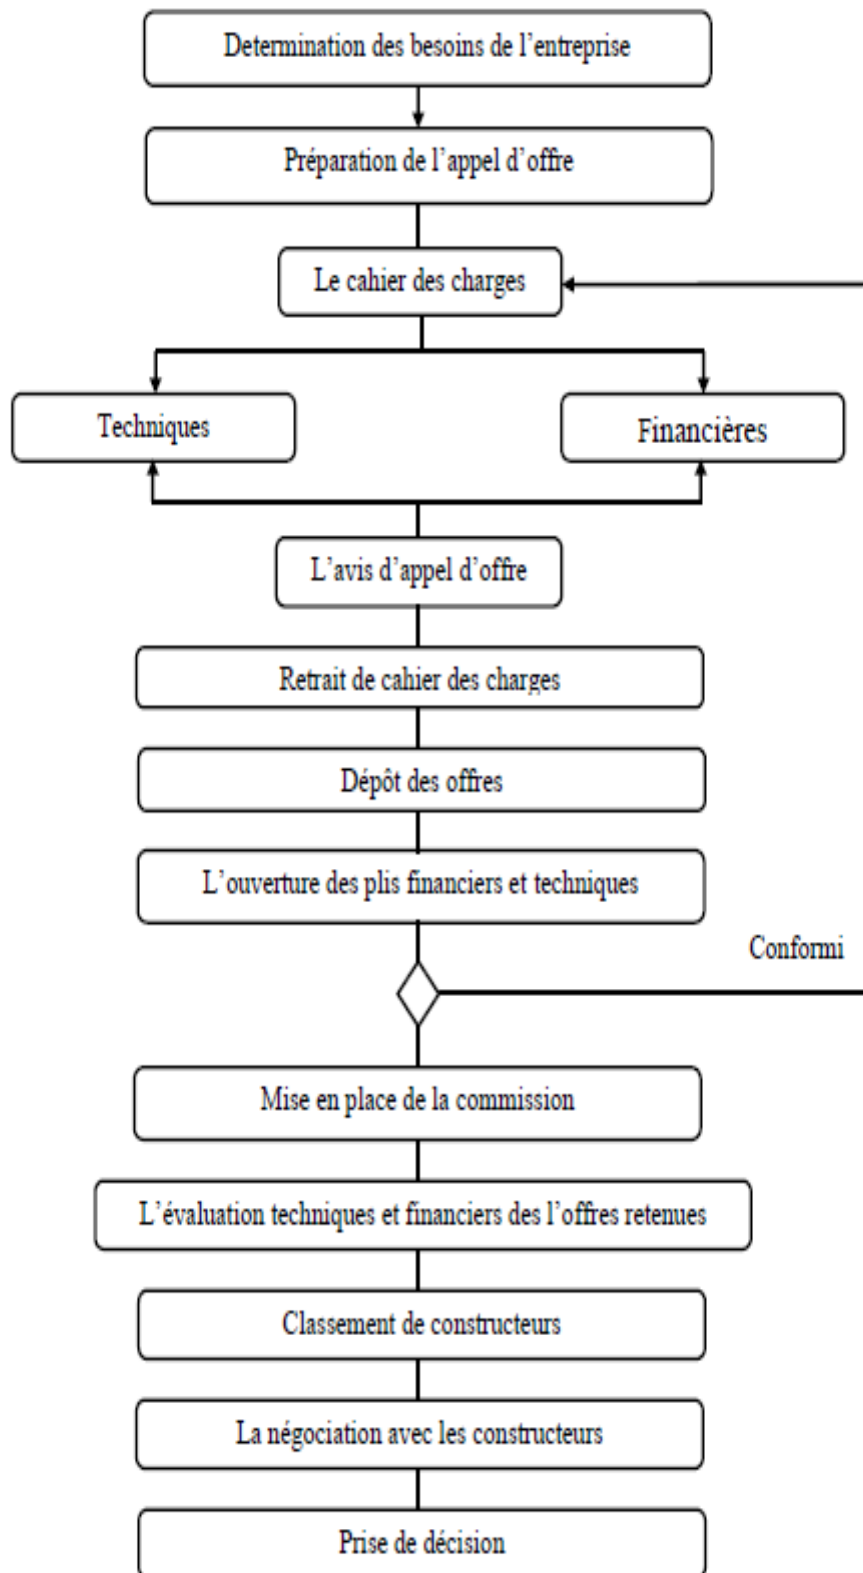 Determination des besoins de l’entreprise
Préparation de l’appel d’offre
Le cahier des charges
Techniques
Financières
L’avis d’appel d’offre
Retrait de cahier des charges
Dépôt des offres
L’ouverture des plis financiers et techniques
Conformi
Mise en place de la commission
L’évaluation techniques et financiers des l’offres retenues
Classement de constructeurs
La négociation avec les constructeurs
Prise de décision